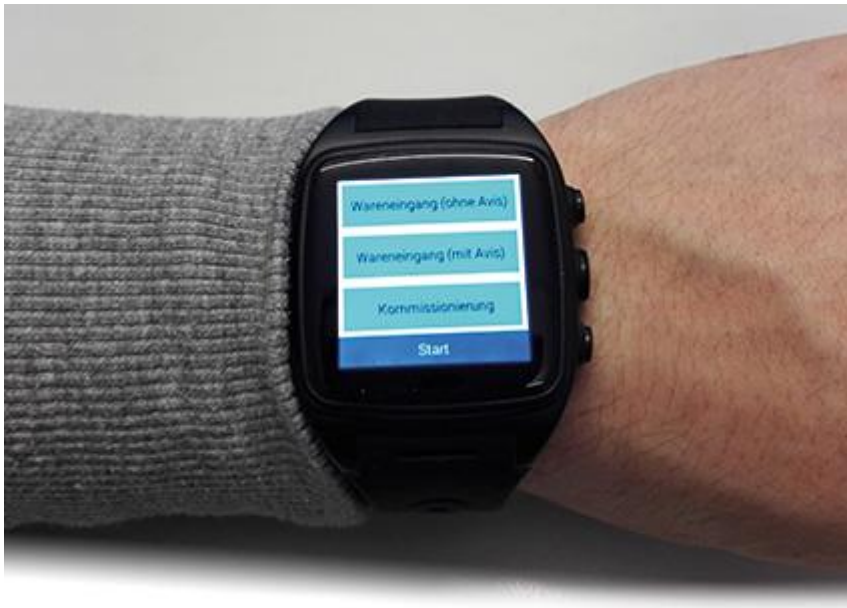 Wareneingang (ohne Avis)
Wareneingang (mit Avis)
Kommissionierung
Start